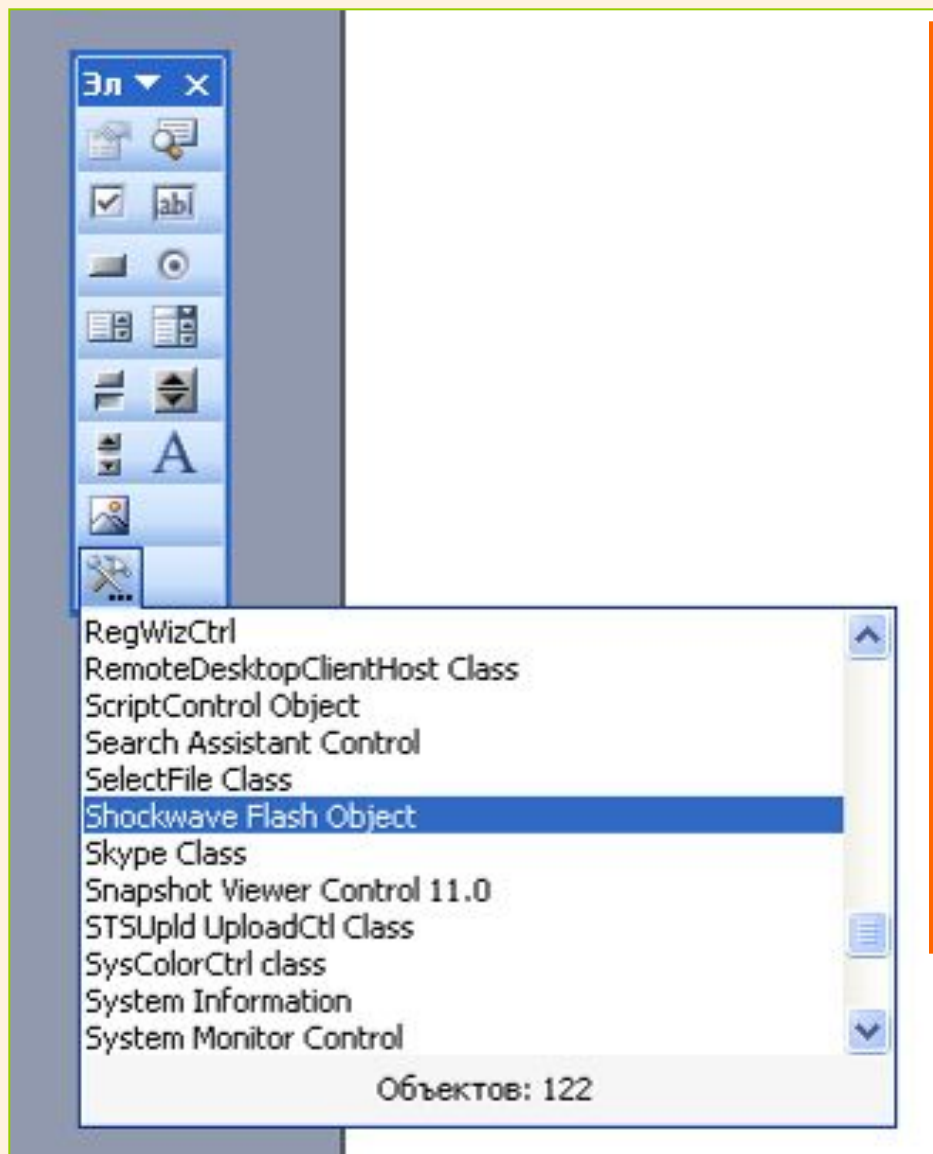 Эл
ab
A
RegWizCtrl
RemoteDesktopClientHost Class
ScriptControl Object
Search Assistant Control
SelectFile Class
Shockwave Flash Object
Skype Class
Snapshot Viewer Control 11.0
STSUpld UploadCtl Class
SysColorCtrl class
System Information
System Monitor Control
Объектов: 122